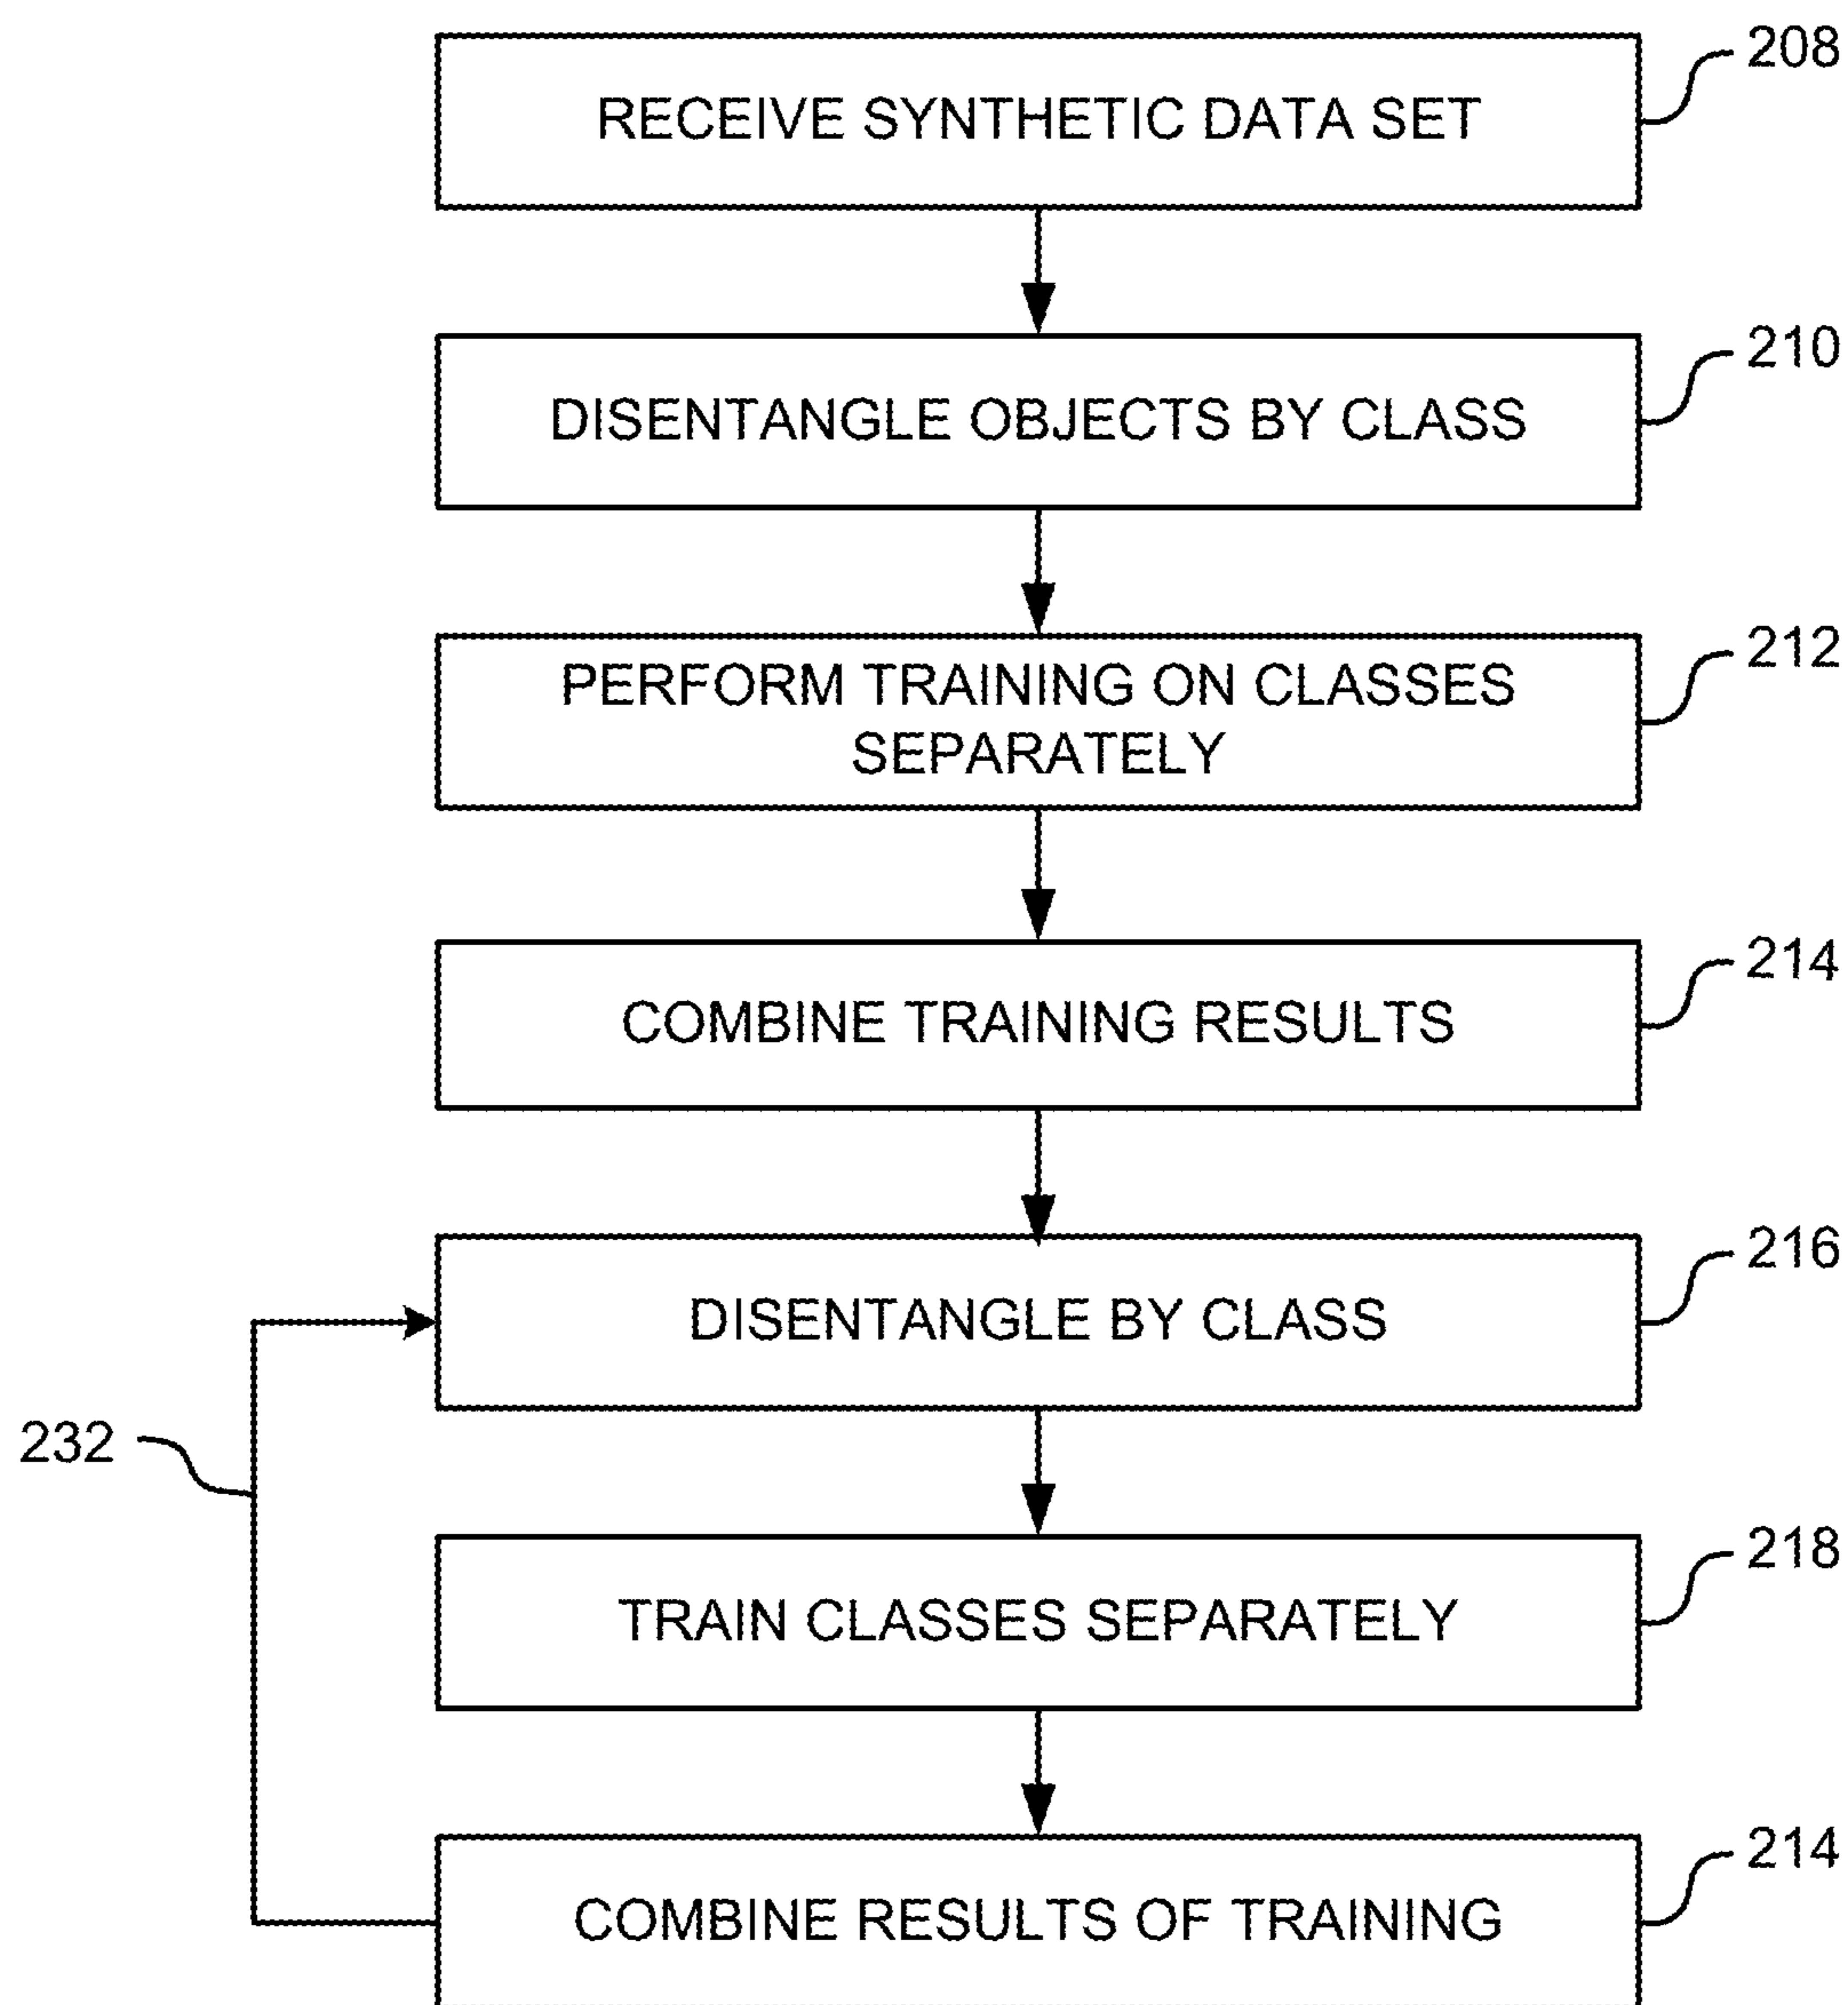 RECEIVE SYNTHETIC DATA SET
208
DISENTANGLE OBJECTS BY CLASS
210
PERFORM TRAINING ON CLASSES
SEPARATELY
212
COMBINE TRAINING RESULTS
214
DISENTANGLE BY CLASS
216
232
TRAIN CLASSES SEPARATELY
218
COMBINE RESULTS OF TRAINING
214